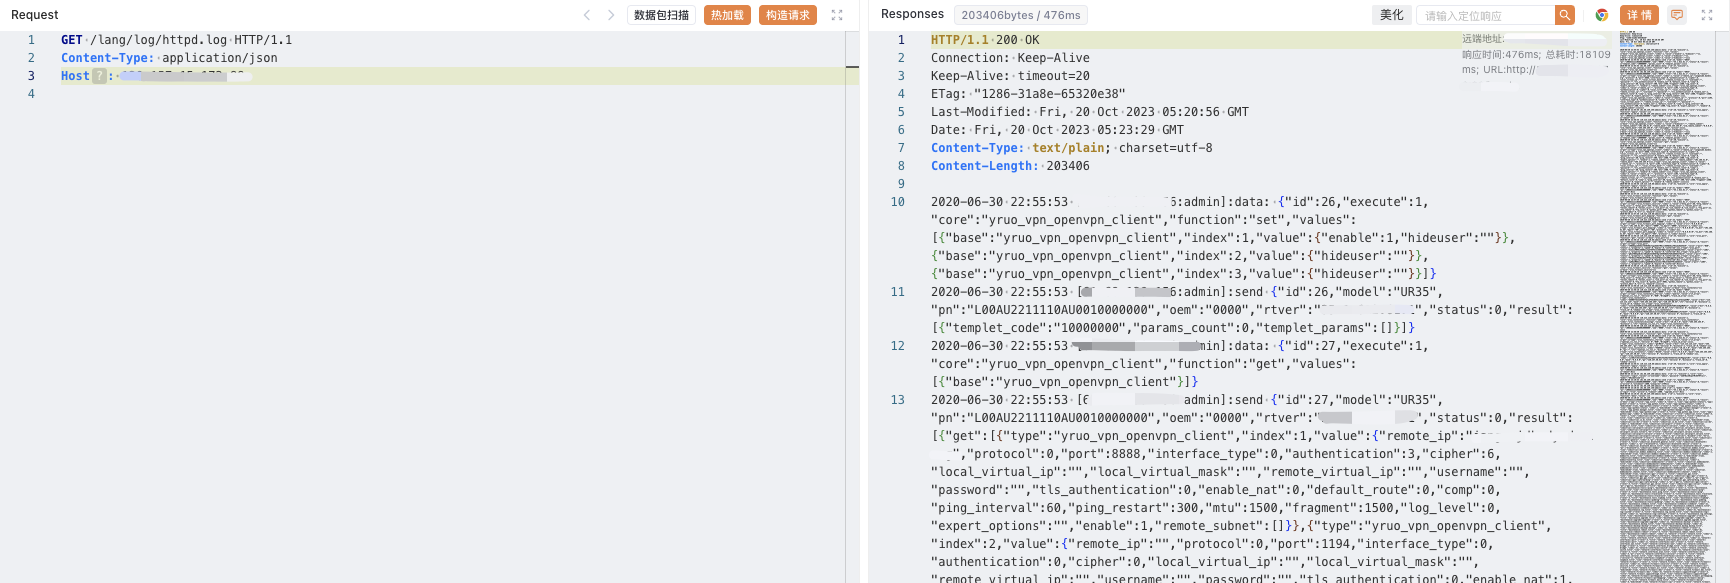 Request
数据包扫描
热加载
构造请求
1 GET /lang/log/httpd.log HTTP/1.1
2 Content-Type: application/json
3 Host ? :
4
Responses
203406bytes / 476ms
美化
请输入定位响应
详情
远端地址:
响应时间:476ms; 总耗时:18109
ms; URL:http://
1 HTTP/1.1 200 OK
2 Connection: Keep-Alive
3 Keep-Alive: timeout=20
4 ETag: "1286-31a8e-65320e38"
5 Last-Modified: Fri, 20 Oct 2023 05:20:56 GMT
6 Date: Fri, 20 Oct 2023 05:23:29 GMT
7 Content-Type: text/plain; charset=utf-8
8 Content-Length: 203406
9
10 2020-06-30 22:55:53 :admin]:data: {"id":26,"execute":1,
"core":"yruo_vpn_openvpn_client","function":"set","values":
[{"base":"yruo_vpn_openvpn_client","index":1,"value":{"enable":1,"hideuser":""}},
{"base":"yruo_vpn_openvpn_client","index":2,"value":{"hideuser":""}},
{"base":"yruo_vpn_openvpn_client","index":3,"value":{"hideuser":""}}]}
11 2020-06-30 22:55:53 [ 6:admin]:send {"id":26,"model":"UR35",
"pn":"L00AU2211110AU0010000000","oem":"0000","rtver":" ","status":0,"result":
[{"templet_code":"10000000","params_count":0,"templet_params":[]}]}
12 2020-06-30 22:55:53 min]:data: {"id":27,"execute":1,
"core":"yruo_vpn_openvpn_client","function":"get","values":
[{"base":"yruo_vpn_openvpn_client"}]}
13 2020-06-30 22:55:53 [6 admin]:send {"id":27,"model":"UR35",
"pn":"L00AU2211110AU0010000000","oem":"0000","rtver":" ","status":0,"result":
[{"get":[{"type":"yruo_vpn_openvpn_client","index":1,"value":{"remote_ip":"
","protocol":0,"port":8888,"interface_type":0,"authentication":3,"cipher":6,
"local_virtual_ip":"","local_virtual_mask":"","remote_virtual_ip":"","username":"",
"password":"","tls_authentication":0,"enable_nat":0,"default_route":0,"comp":0,
"ping_interval":60,"ping_restart":300,"mtu":1500,"fragment":1500,"log_level":0,
"expert_options":"","enable":1,"remote_subnet":[]}},{"type":"yruo_vpn_openvpn_client",
"index":2,"value":{"remote_ip":"","protocol":0,"port":1194,"interface_type":0,
"authentication":0,"cipher":0,"local_virtual_ip":"","local_virtual_mask":"",
"remote_virtual_ip":"","username":"","password":"","tls_authentication":0,"enable_nat":1,